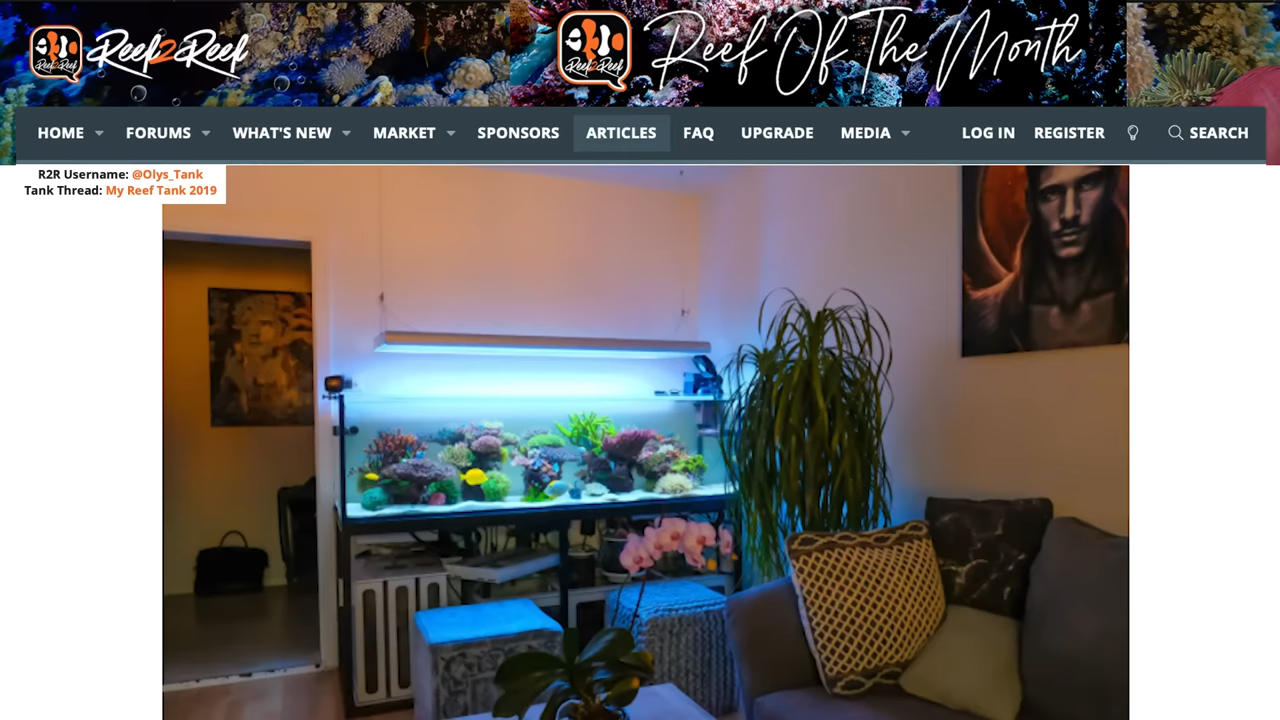 Reef2Reef
Reef2Reef
Reef2Reef
Reef Of The Month
HOME
FORUMS
WHAT'S NEW
MARKET
SPONSORS
ARTICLES
FAQ
UPGRADE
MEDIA
LOG IN
REGISTER
SEARCH
R2R Username: @Olys_Tank
Tank Thread: My Reef Tank 2019